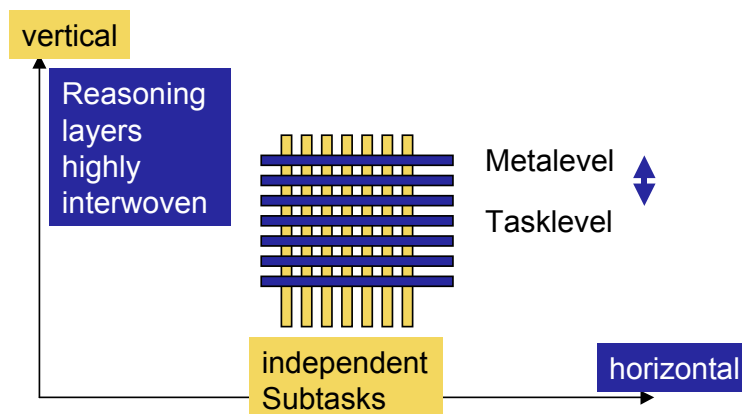 vertical
Reasoning
layers
highly
interwoven
Metalevel
Tasklevel
independent
Subtasks
horizontal